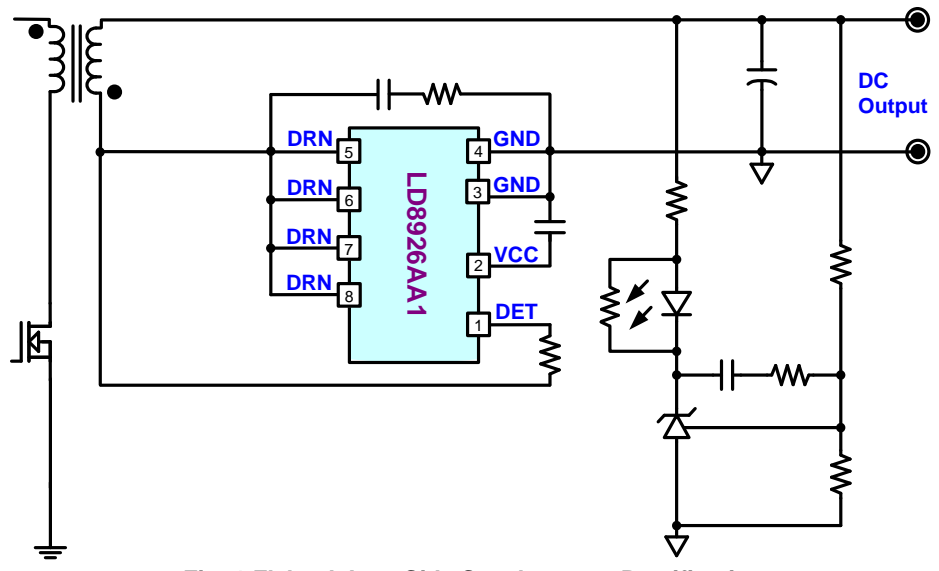 DC
Output
DRN 5
4 GND
DRN 6
3 GND
DRN 7
2 VCC
DRN 8
1 DET
LD8926AA1